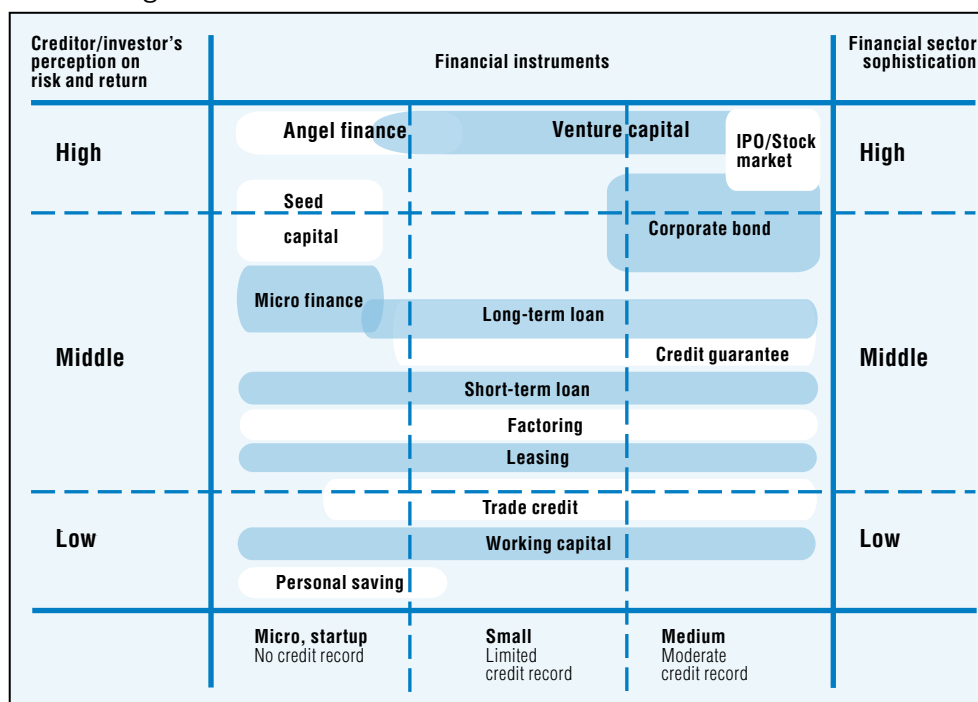 Creditor/investor's
perception on
risk and return
Financial instruments
Financial sector
sophistication
High
Angel finance
Venture capital
IPO/Stock
market
High
Seed
capital
Corporate bond
Micro finance
Long-term loan
Middle
Credit guarantee
Middle
Short-term loan
Factoring
Leasing
Trade credit
Low
Working capital
Low
Personal saving
Micro, startup
No credit record
Small
Limited
credit record
Medium
Moderate
credit record